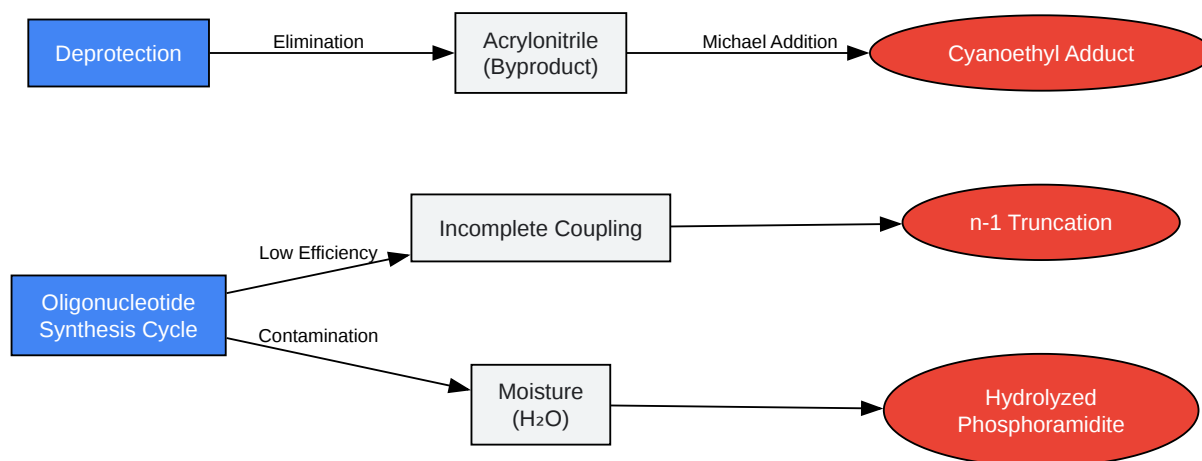 Deprotection
Elimination
Acrylonitrile
(Byproduct)
Michael Addition
Cyanoethyl Adduct
Oligonucleotide
Synthesis Cycle
Low Efficiency
Incomplete Coupling
n-1 Truncation
Contamination
Moisture
(H₂O)
Hydrolyzed
Phosphoramidite